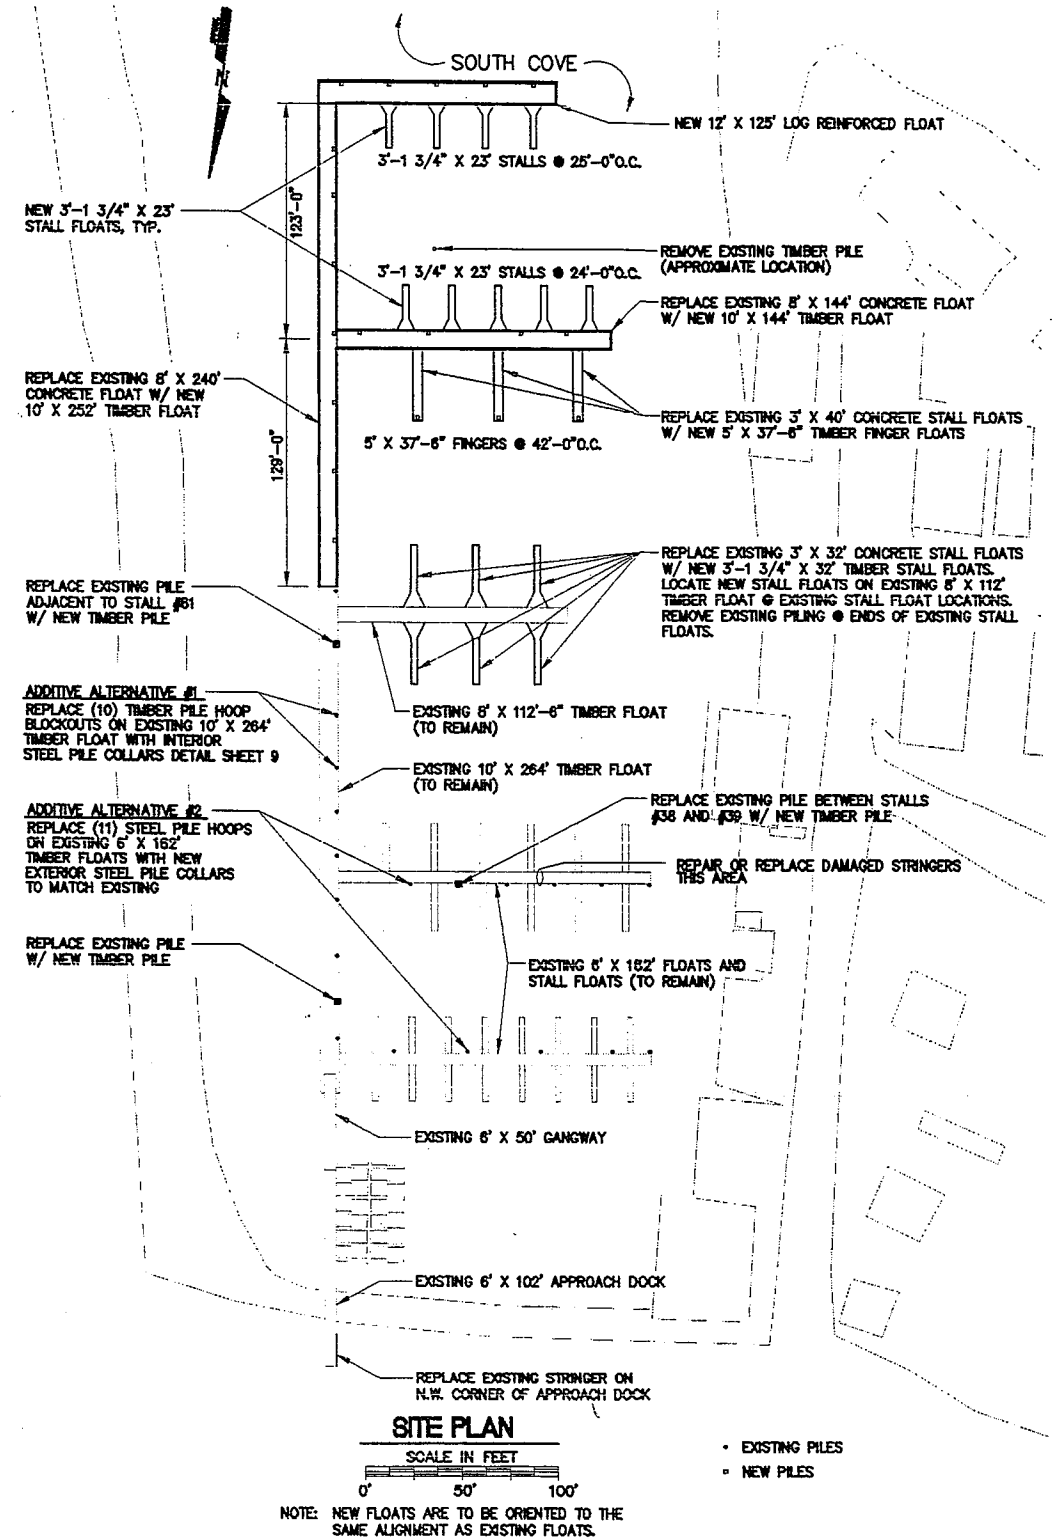 SOUTH COVE
N
NEW 12' X 125' LOG REINFORCED FLOAT
3'-1 3/4" X 23' STALLS @ 25'-0"O.C.
123'-0"
NEW 3'-1 3/4" X 23'
STALL FLOATS, TYP.
REMOVE EXISTING TIMBER PILE
(APPROXIMATE LOCATION)
3'-1 3/4" X 23' STALLS @ 24'-0"O.C.
REPLACE EXISTING 8' X 144' CONCRETE FLOAT
W/ NEW 10' X 144' TIMBER FLOAT
REPLACE EXISTING 8' X 240'
CONCRETE FLOAT W/ NEW
10' X 252' TIMBER FLOAT
REPLACE EXISTING 3' X 40' CONCRETE STALL FLOATS
W/ NEW 5' X 37'-6" TIMBER FINGER FLOATS
5' X 37'-6" FINGERS @ 42'-0"O.C.
129'-0"
REPLACE EXISTING 3' X 32' CONCRETE STALL FLOATS
W/ NEW 3'-1 3/4" X 32' TIMBER STALL FLOATS.
LOCATE NEW STALL FLOATS ON EXISTING 8' X 112'
TIMBER FLOAT @ EXISTING STALL FLOAT LOCATIONS.
REMOVE EXISTING PILING @ ENDS OF EXISTING STALL
FLOATS.
REPLACE EXISTING PILE
ADJACENT TO STALL #61
W/ NEW TIMBER PILE
ADDITIVE ALTERNATIVE #1
REPLACE (10) TIMBER PILE HOOP
BLOCKOUTS ON EXISTING 10' X 264'
TIMBER FLOAT WITH INTERIOR
STEEL PILE COLLARS DETAIL SHEET 9
EXISTING 8' X 112'-6" TIMBER FLOAT
(TO REMAIN)
EXISTING 10' X 264' TIMBER FLOAT
(TO REMAIN)
ADDITIVE ALTERNATIVE #2
REPLACE (11) STEEL PILE HOOPS
ON EXISTING 6' X 162'
TIMBER FLOATS WITH NEW
EXTERIOR STEEL PILE COLLARS
TO MATCH EXISTING
REPLACE EXISTING PILE BETWEEN STALLS
#38 AND #39 W/ NEW TIMBER PILE
REPAIR OR REPLACE DAMAGED STRINGERS
THIS AREA
REPLACE EXISTING PILE
W/ NEW TIMBER PILE
EXISTING 6' X 162' FLOATS AND
STALL FLOATS (TO REMAIN)
EXISTING 6' X 50' GANGWAY
EXISTING 6' X 102' APPROACH DOCK
REPLACE EXISTING STRINGER ON
N.W. CORNER OF APPROACH DOCK
SITE PLAN
SCALE IN FEET
0' 50' 100'
EXISTING PILES
NEW PILES
NOTE: NEW FLOATS ARE TO BE ORIENTED TO THE
SAME ALIGNMENT AS EXISTING FLOATS.